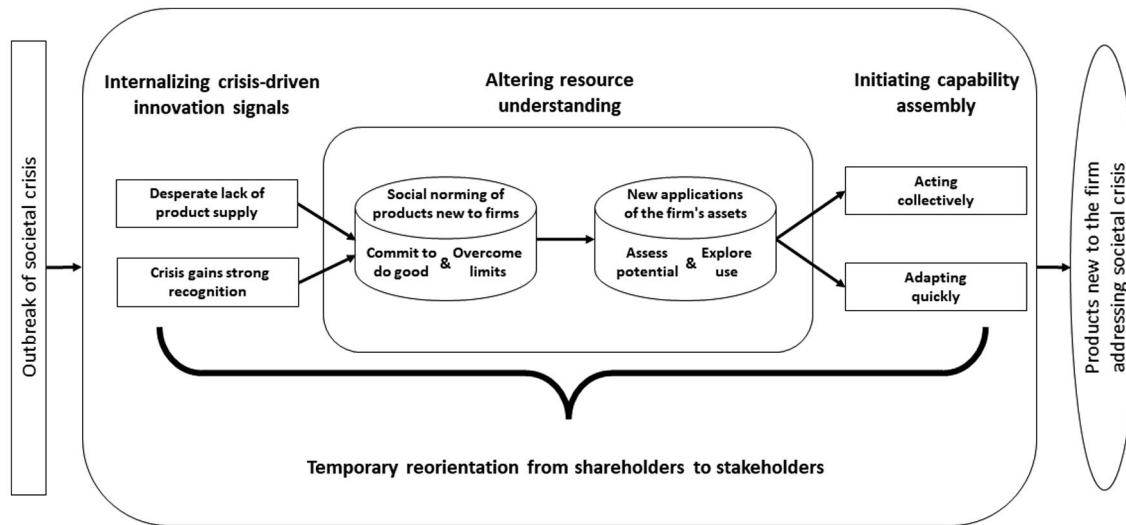 Outbreak of societal crisis
Internalizing crisis-driven
innovation signals
Desperate lack of
product supply
Crisis gains strong
recognition
Altering resource
understanding
Social norming of
products new to firms
Commit to
do good
&
Overcome
limits
New applications
of the firm's assets
Assess
potential
&
Explore
use
Initiating capability
assembly
Acting
collectively
Adapting
quickly
Temporary reorientation from shareholders to stakeholders
Products new to the firm
addressing societal crisis